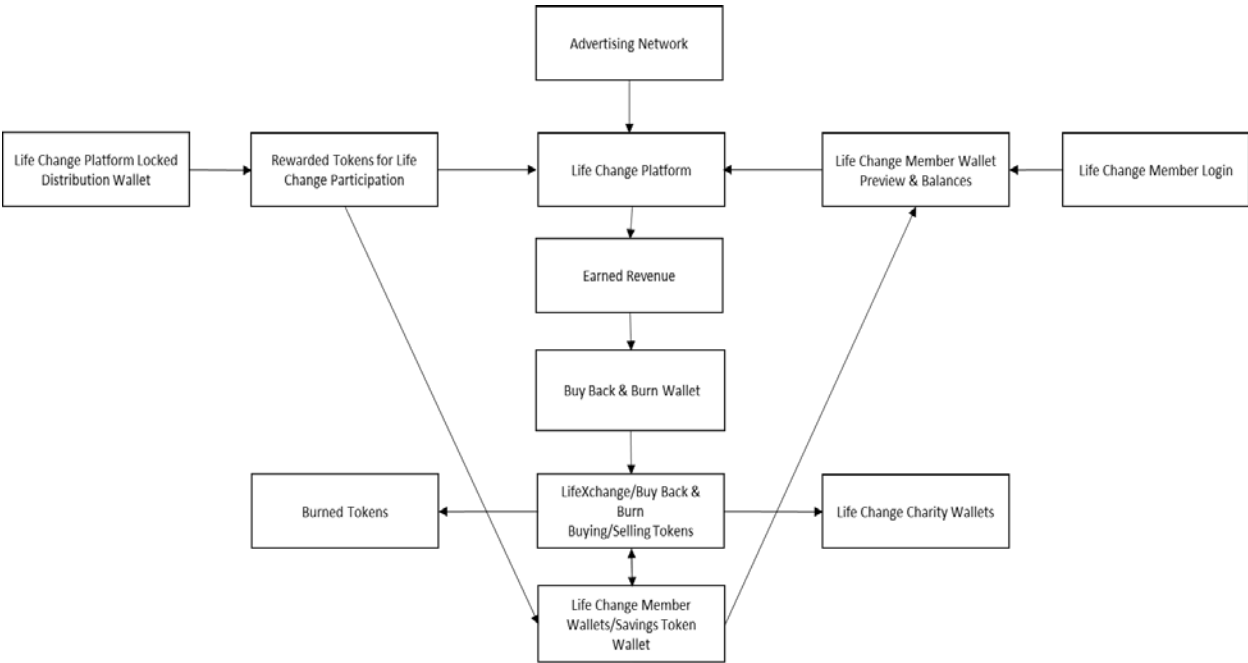 Advertising Network
Life Change Platform Locked
Distribution Wallet
Rewarded Tokens for Life
Change Participation
Life Change Platform
Life Change Member Wallet
Preview & Balances
Life Change Member Login
Earned Revenue
Buy Back & Burn Wallet
Burned Tokens
LifeXchange/Buy Back &
Burn
Buying/Selling Tokens
Life Change Charity Wallets
Life Change Member
Wallets/Savings Token
Wallet